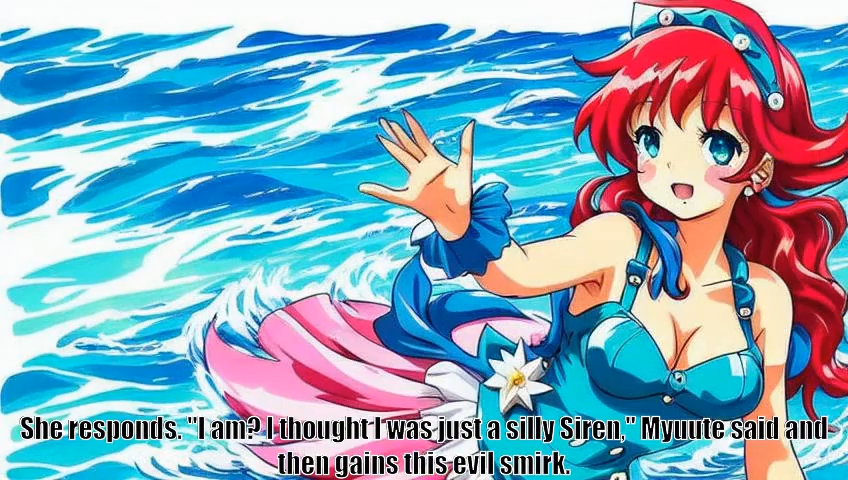 She responds. "I am? I thought I was just a silly Siren," Myuute said and
then gains this evil smirk.